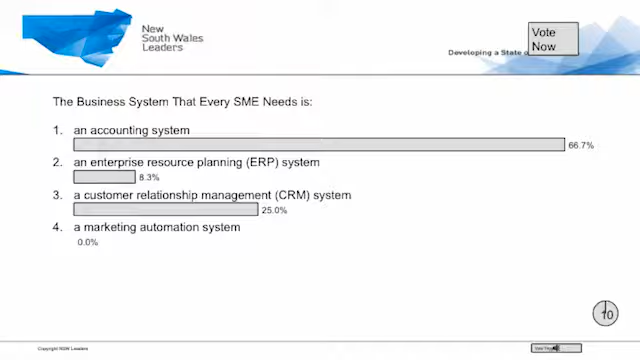 New
South Wales
Leaders
Vote
Now
Developing a State o
The Business System That Every SME Needs is:
1. an accounting system
66.7%
2. an enterprise resource planning (ERP) system
8.3%
3. a customer relationship management (CRM) system
25.0%
4. a marketing automation system
0.0%
10
Copyright NSW Leaders